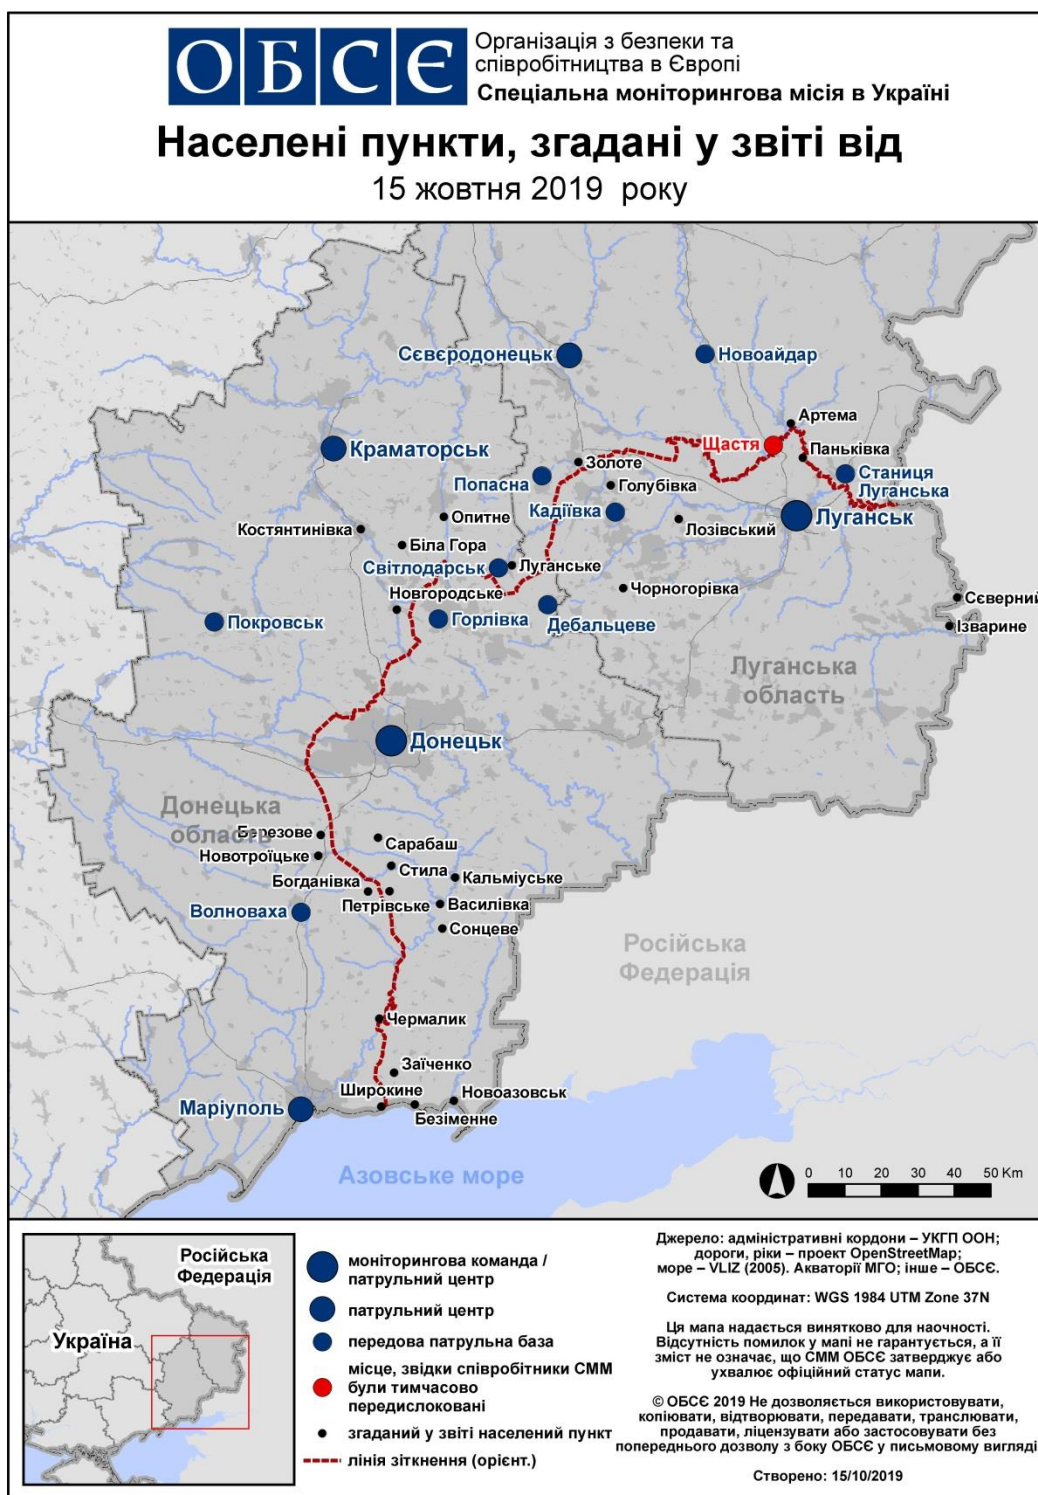 ОБСЄ
Організація з безпеки та
співробітництва в Європі
Спеціальна моніторингова місія в Україні
Населені пункти, згадані у звіті від
15 жовтня 2019 року
Сєвєродонецьк
Новоайдар
Артема
Щастя
Паньківка
Краматорськ
Золоте
Станиця
Луганська
Попасна
Голубівка
Кадіївка
Луганськ
Опитне
Лозівський
Костянтинівка
Біла Гора
Світлодарськ
Луганське
Чорногорівка
Новгородське
Сєверний
Покровськ
Горлівка
Дебальцеве
Ізварине
Луганська
область
Донецьк
Донецька
область
Березове
Сарабаш
Новотроїцьке
Стила
Кальміуське
Богданівка
Петрівське
Василівка
Волноваха
Сонцеве
Російська
Федерація
Чермалик
Заїченко
Широкине
Новоазовськ
Маріуполь
Безіменне
Азовське море
0 10 20 30 40 50 Km
Російська
Федерація
Україна
моніторингова команда /
патрульний центр
патрульний центр
передова патрульна база
місце, звідки співробітники СММ
були тимчасово
передислоковані
згаданий у звіті населений пункт
лінія зіткнення (орієнт.)
Джерело: адміністративні кордони – УКГП ООН;
дороги, ріки – проект OpenStreetMap;
море – VLIZ (2005). Акваторії МГО; інше – ОБСЄ.
Система координат: WGS 1984 UTM Zone 37N
Ця мапа надається винятково для наочності.
Відсутність помилок у мапі не гарантується, а її
зміст не означає, що СММ ОБСЄ затверджує або
ухвалює офіційний статус мапи.
© ОБСЄ 2019 Не дозволяється використовувати,
копіювати, відтворювати, передавати, транслювати,
продавати, ліцензувати або застосовувати без
попереднього дозволу з боку ОБСЄ у письмовому вигляді
Створено: 15/10/2019